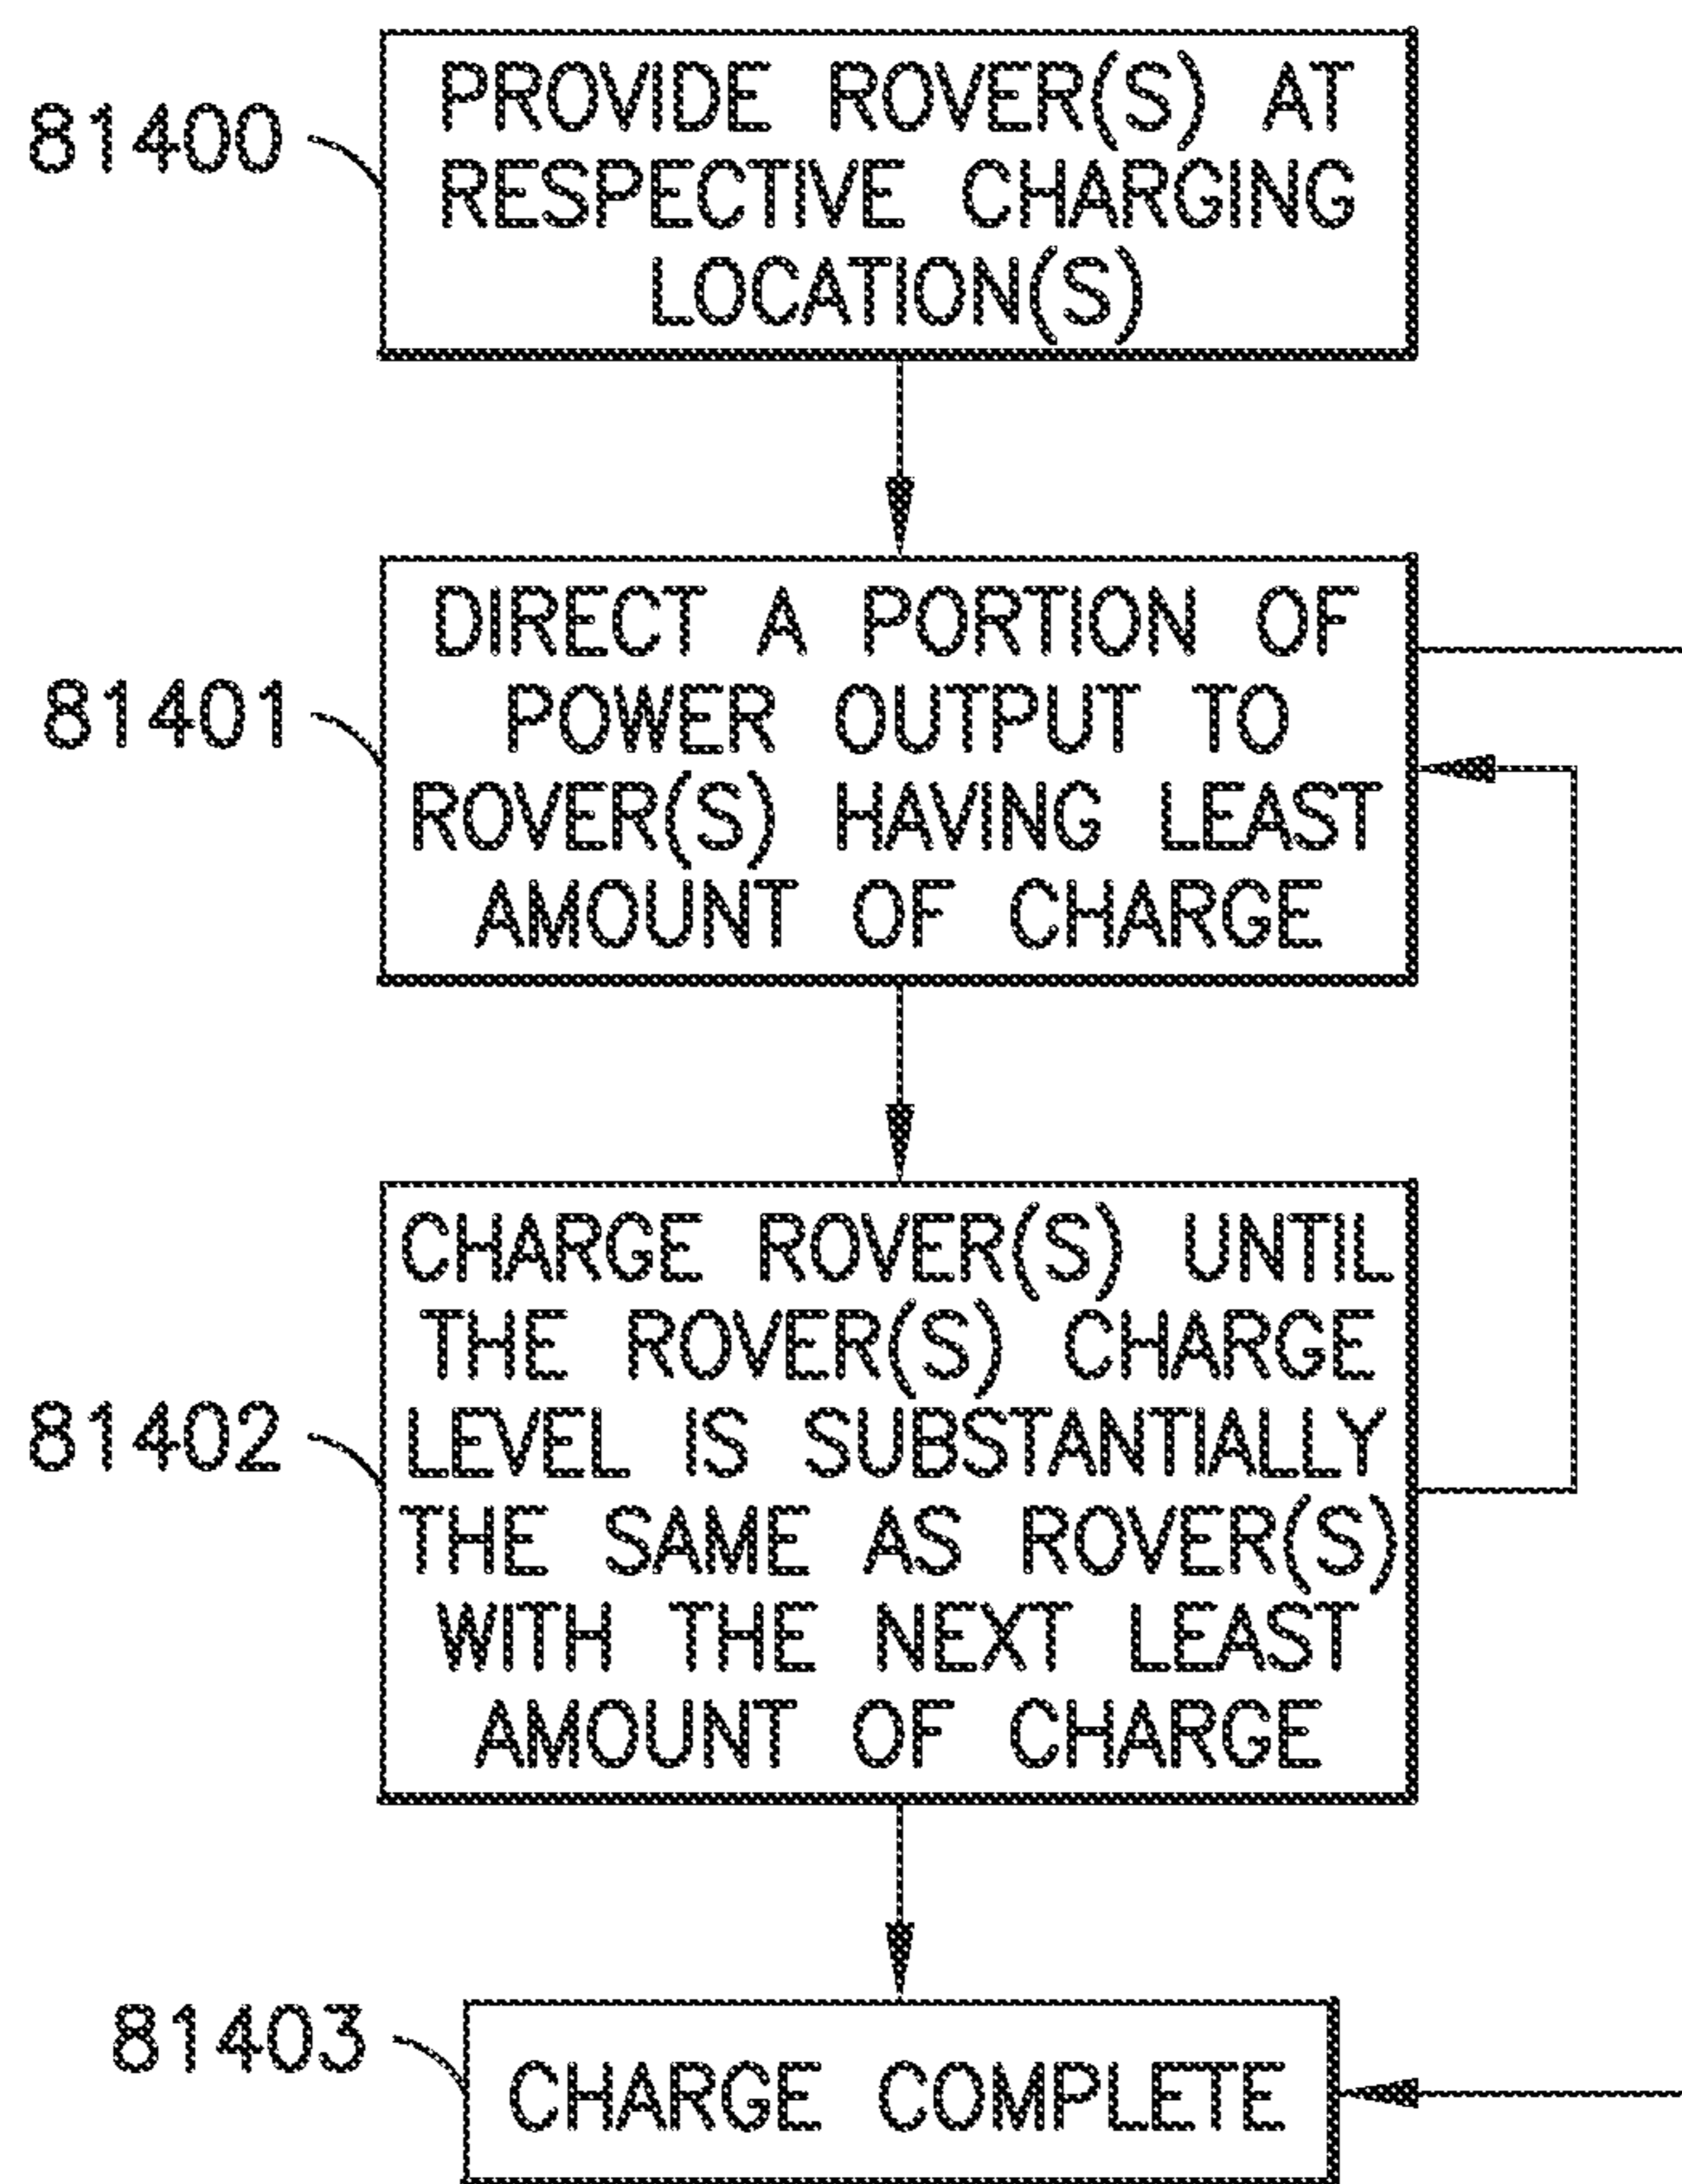 81400
PROVIDE ROVER(S) AT
RESPECTIVE CHARGING
LOCATION(S)
81401
DIRECT A PORTION OF
POWER OUTPUT TO
ROVER(S) HAVING LEAST
AMOUNT OF CHARGE
81402
CHARGE ROVER(S) UNTIL
THE ROVER(S) CHARGE
LEVEL IS SUBSTANTIALLY
THE SAME AS ROVER(S)
WITH THE NEXT LEAST
AMOUNT OF CHARGE
81403
CHARGE COMPLETE